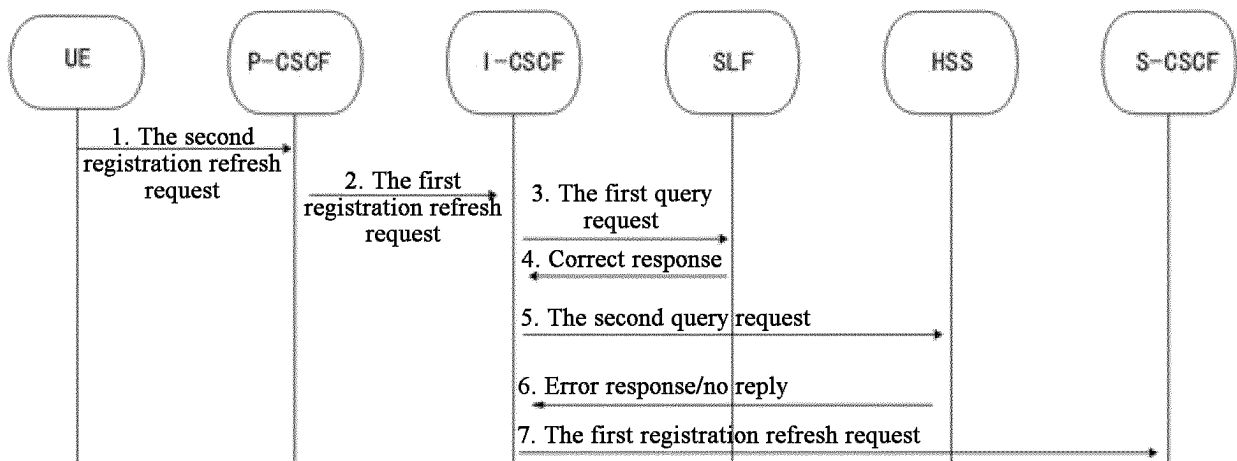 UE
P-CSCF
I-CSCF
SLF
HSS
S-CSCF
1. The second
registration refresh
request
2. The first
registration refresh
request
3. The first query
request
4. Correct response
5. The second query request
6. Error response/no reply
7. The first registration refresh request